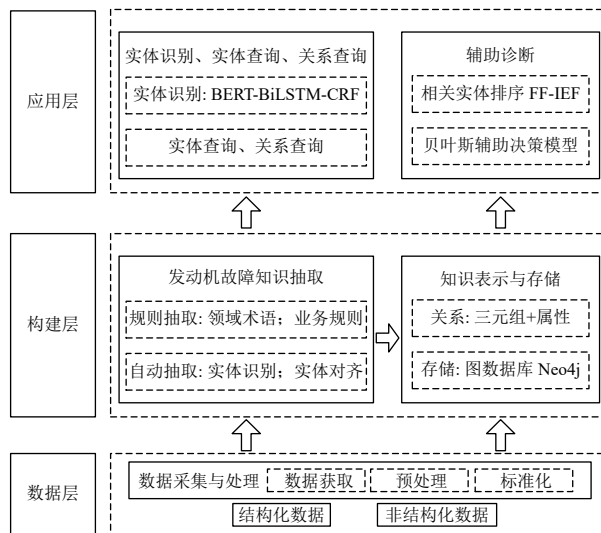 应用层
实体识别、实体查询、关系查询
实体识别: BERT-BiLSTM-CRF
实体查询、关系查询
辅助诊断
相关实体排序 FF-IEF
贝叶斯辅助决策模型
构建层
发动机故障知识抽取
规则抽取: 领域术语；业务规则
自动抽取: 实体识别；实体对齐
知识表示与存储
关系: 三元组+属性
存储: 图数据库 Neo4j
数据层
数据采集与处理 数据获取 预处理 标准化
结构化数据 非结构化数据